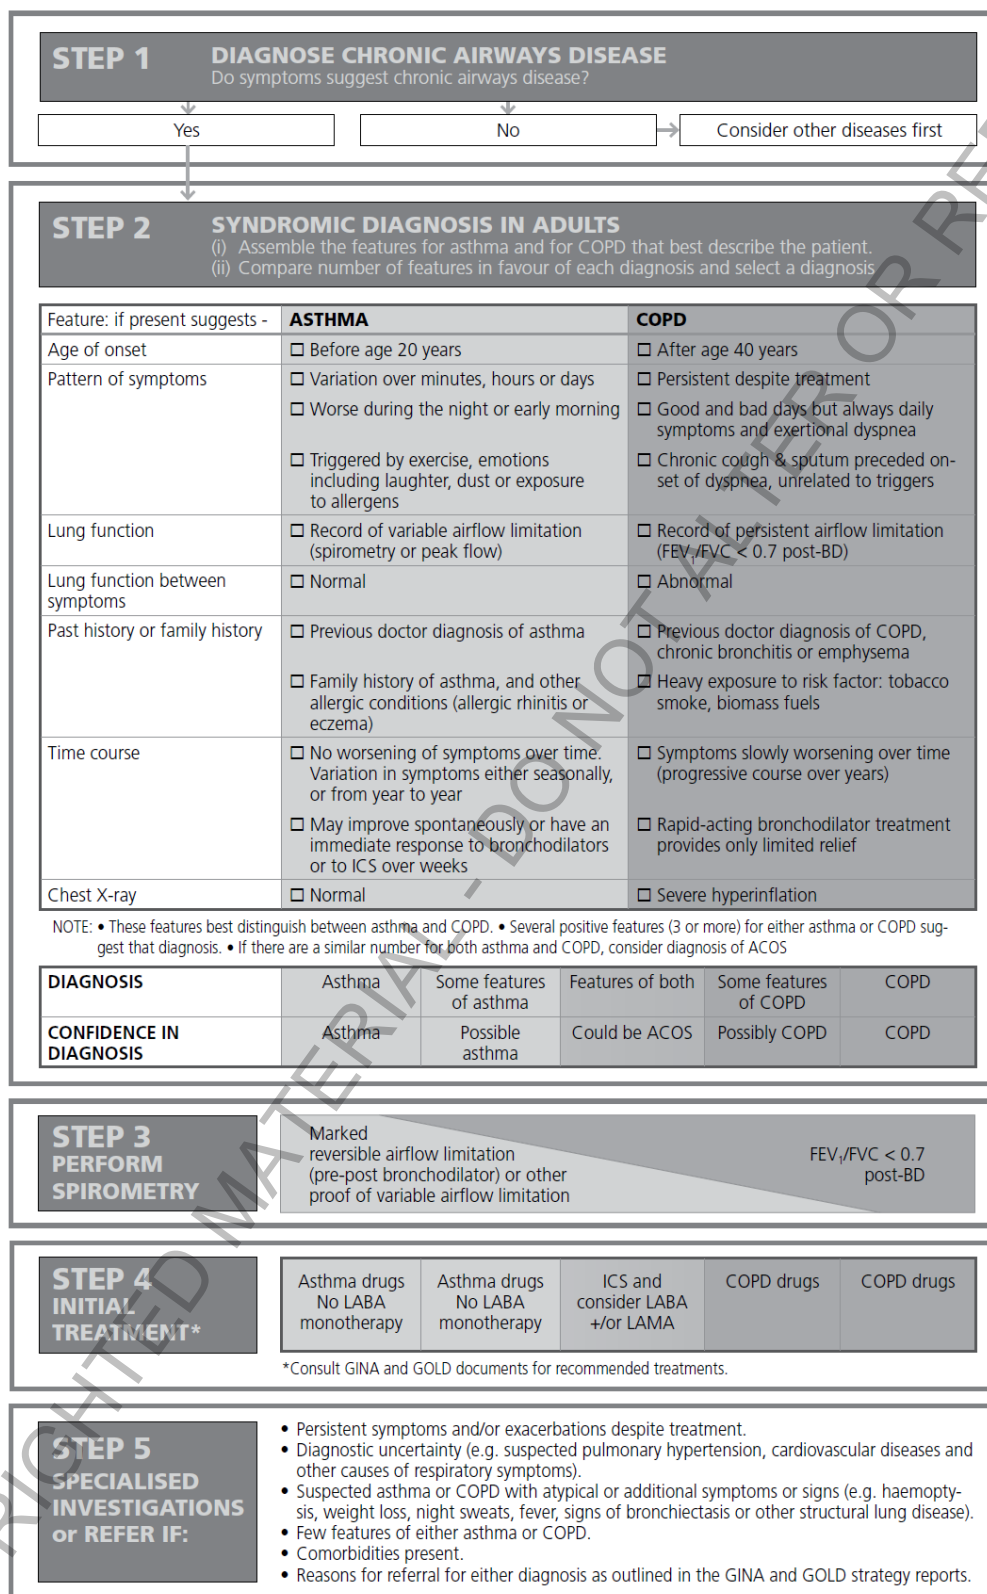 STEP 1 DIAGNOSE CHRONIC AIRWAYS DISEASE
Do symptoms suggest chronic airways disease?
Yes No Consider other diseases first
STEP 2 SYNDROMIC DIAGNOSIS IN ADULTS
(i) Assemble the features for asthma and for COPD that best describe the patient.
(ii) Compare number of features in favour of each diagnosis and select a diagnosis
Feature: if present suggests - ASTHMA COPD
Age of onset
☐ Before age 20 years
☐ After age 40 years
Pattern of symptoms
☐ Variation over minutes, hours or days
☐ Worse during the night or early morning
☐ Triggered by exercise, emotions
including laughter, dust or exposure
to allergens
☐ Persistent despite treatment
☐ Good and bad days but always daily
symptoms and exertional dyspnea
☐ Chronic cough & sputum preceded on-
set of dyspnea, unrelated to triggers
Lung function
☐ Record of variable airflow limitation
(spirometry or peak flow)
☐ Record of persistent airflow limitation
(FEV₁/FVC < 0.7 post-BD)
Lung function between
symptoms
☐ Normal
☐ Abnormal
Past history or family history
☐ Previous doctor diagnosis of asthma
☐ Family history of asthma, and other
allergic conditions (allergic rhinitis or
eczema)
☐ Previous doctor diagnosis of COPD,
chronic bronchitis or emphysema
☐ Heavy exposure to risk factor: tobacco
smoke, biomass fuels
Time course
☐ No worsening of symptoms over time.
Variation in symptoms either seasonally,
or from year to year
☐ May improve spontaneously or have an
immediate response to bronchodilators
or to ICS over weeks
☐ Symptoms slowly worsening over time
(progressive course over years)
☐ Rapid-acting bronchodilator treatment
provides only limited relief
Chest X-ray
☐ Normal
☐ Severe hyperinflation
NOTE: • These features best distinguish between asthma and COPD. • Several positive features (3 or more) for either asthma or COPD sug-
gest that diagnosis. • If there are a similar number for both asthma and COPD, consider diagnosis of ACOS
DIAGNOSIS
Asthma
Some features
of asthma
Features of both
Some features
of COPD
COPD
CONFIDENCE IN
DIAGNOSIS
Asthma
Possible
asthma
Could be ACOS
Possibly COPD
COPD
STEP 3
PERFORM
SPIROMETRY
Marked
reversible airflow limitation
(pre-post bronchodilator) or other
proof of variable airflow limitation
FEV₁/FVC < 0.7
post-BD
STEP 4
INITIAL
TREATMENT*
Asthma drugs
No LABA
monotherapy
Asthma drugs
No LABA
monotherapy
ICS and
consider LABA
+/or LAMA
COPD drugs
COPD drugs
*Consult GINA and GOLD documents for recommended treatments.
STEP 5
SPECIALISED
INVESTIGATIONS
or REFER IF:
• Persistent symptoms and/or exacerbations despite treatment.
• Diagnostic uncertainty (e.g. suspected pulmonary hypertension, cardiovascular diseases and
other causes of respiratory symptoms).
• Suspected asthma or COPD with atypical or additional symptoms or signs (e.g. haemopty-
sis, weight loss, night sweats, fever, signs of bronchiectasis or other structural lung disease).
• Few features of either asthma or COPD.
• Comorbidities present.
• Reasons for referral for either diagnosis as outlined in the GINA and GOLD strategy reports.
MATERIAL - DO NOT ALTER OR